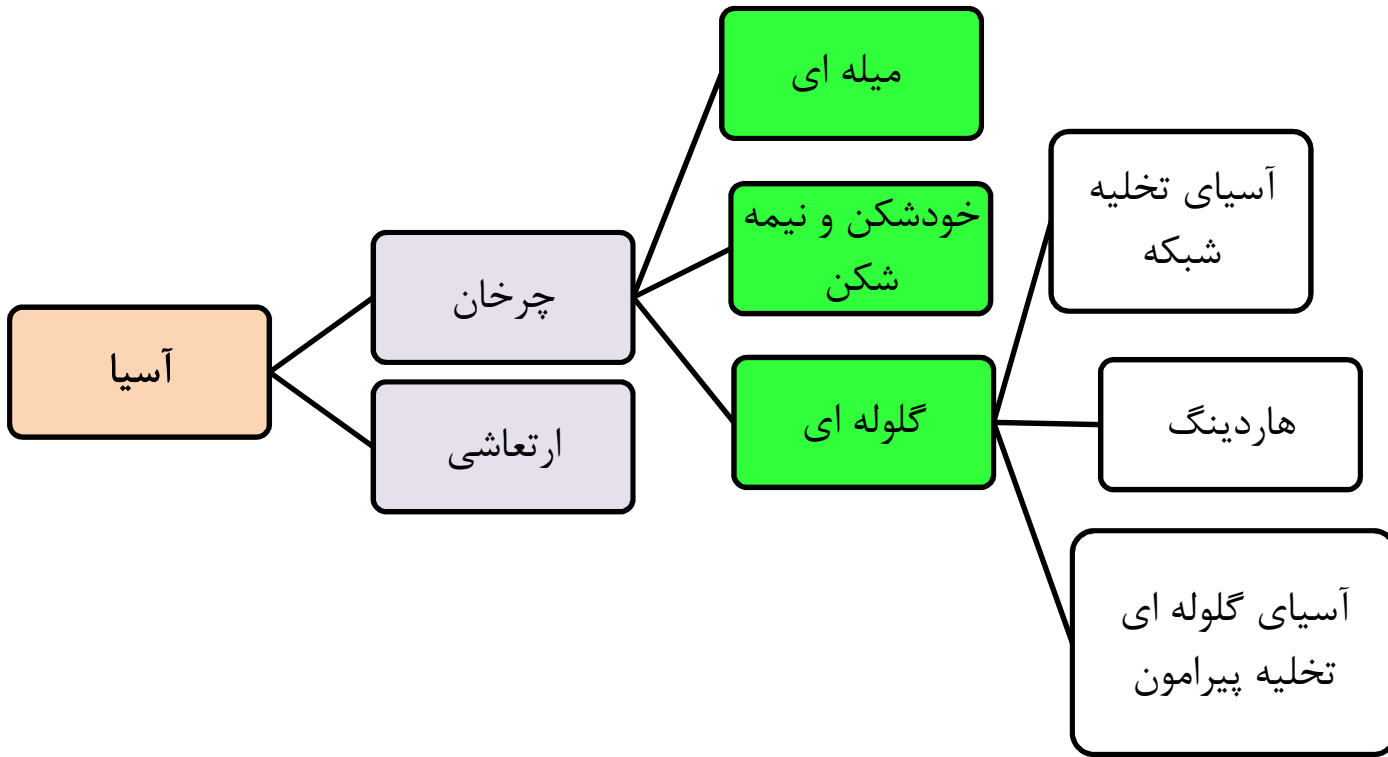 آسیا
چرخان
ارتعاشی
میله ای
خودشکن و نیمه
شکن
گلوله ای
آسیای تخلیه
شبکه
هاردینگ
آسیای گلوله ای
تخلیه پیرامون